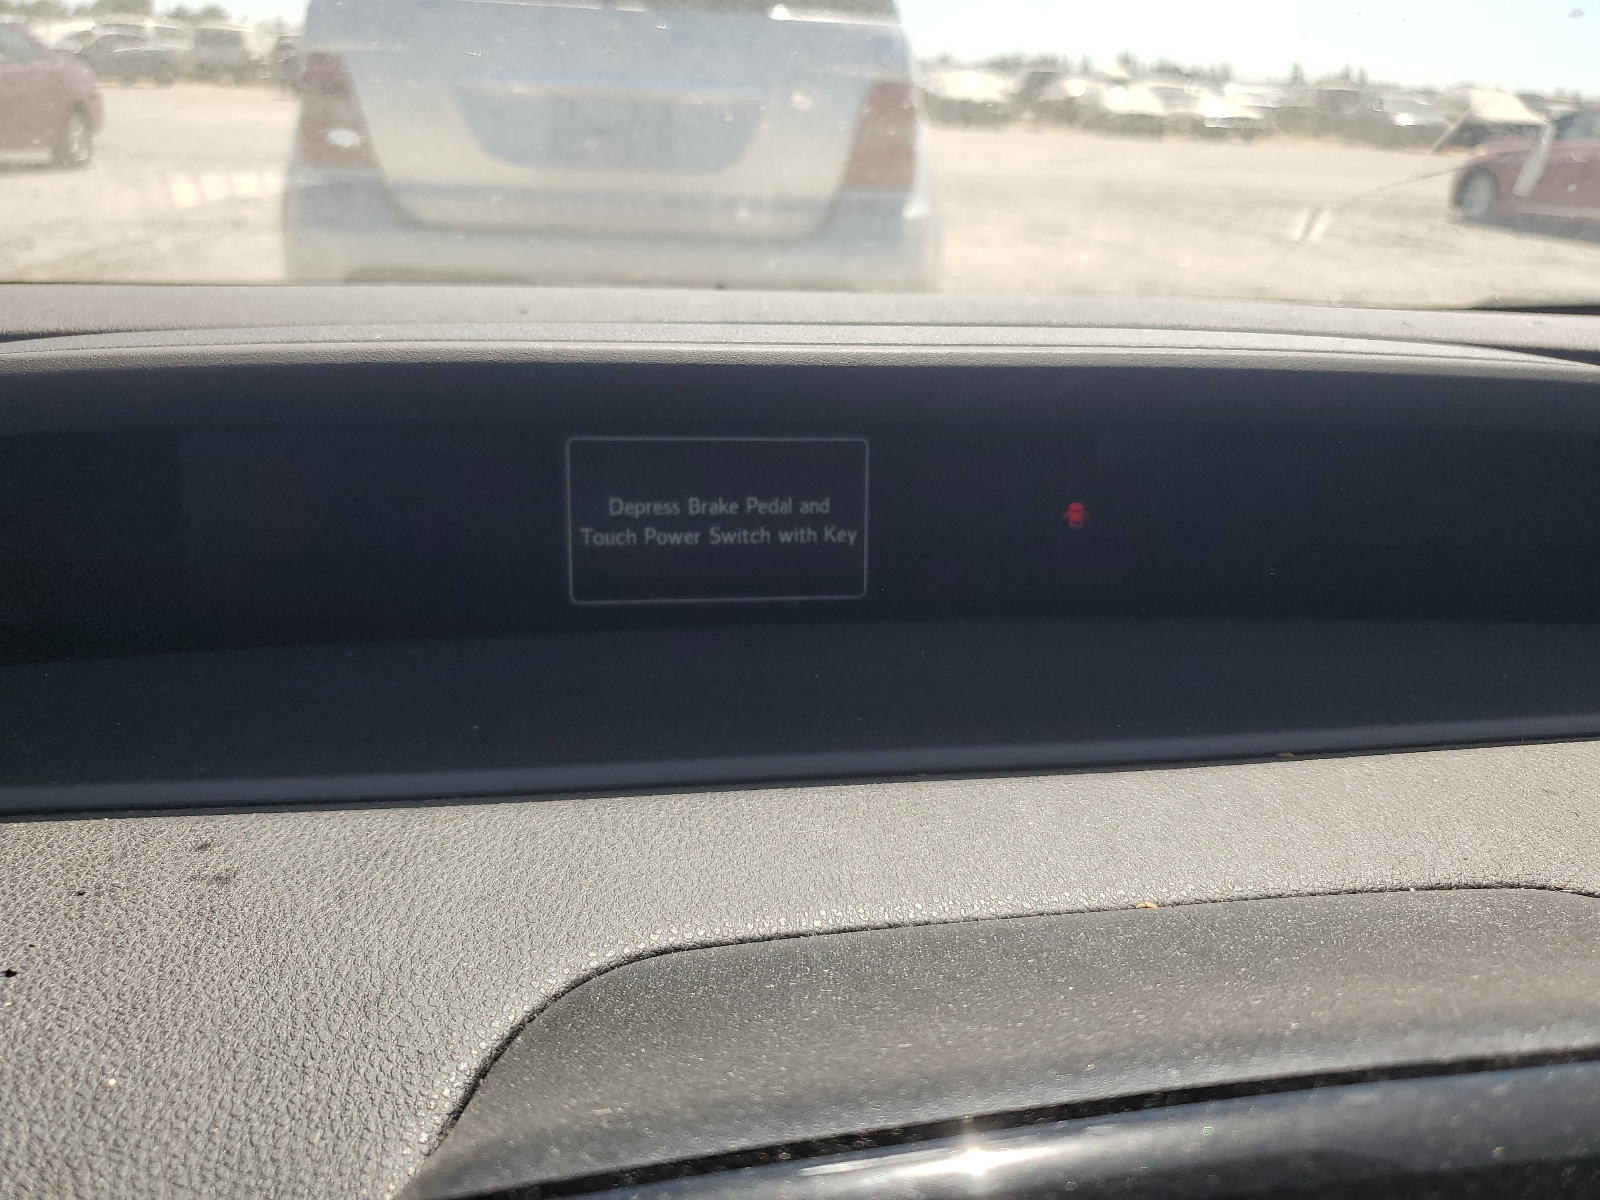 Depress Brake Pedal and
Touch Power Switch with Key